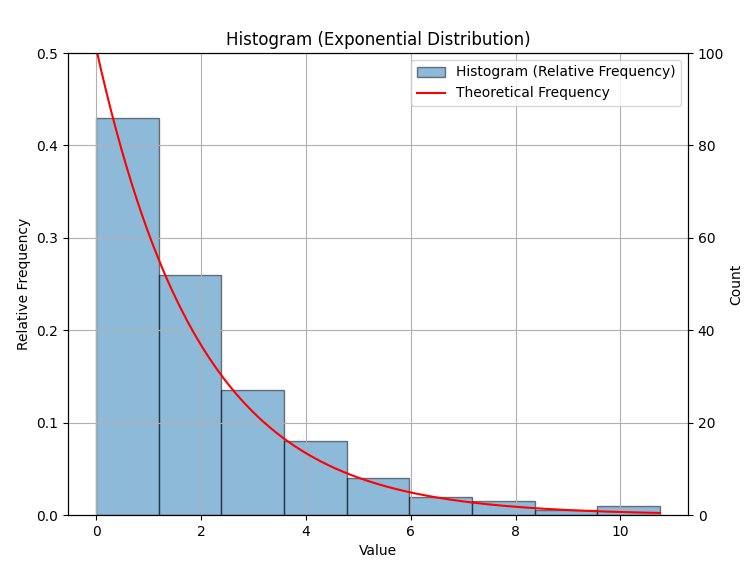 Histogram (Exponential Distribution)
Histogram (Relative Frequency)
Theoretical Frequency
Relative Frequency
0.5
0.4
0.3
0.2
0.1
0.0
100
80
60
40
20
0
Count
0 2 4 6 8 10
Value